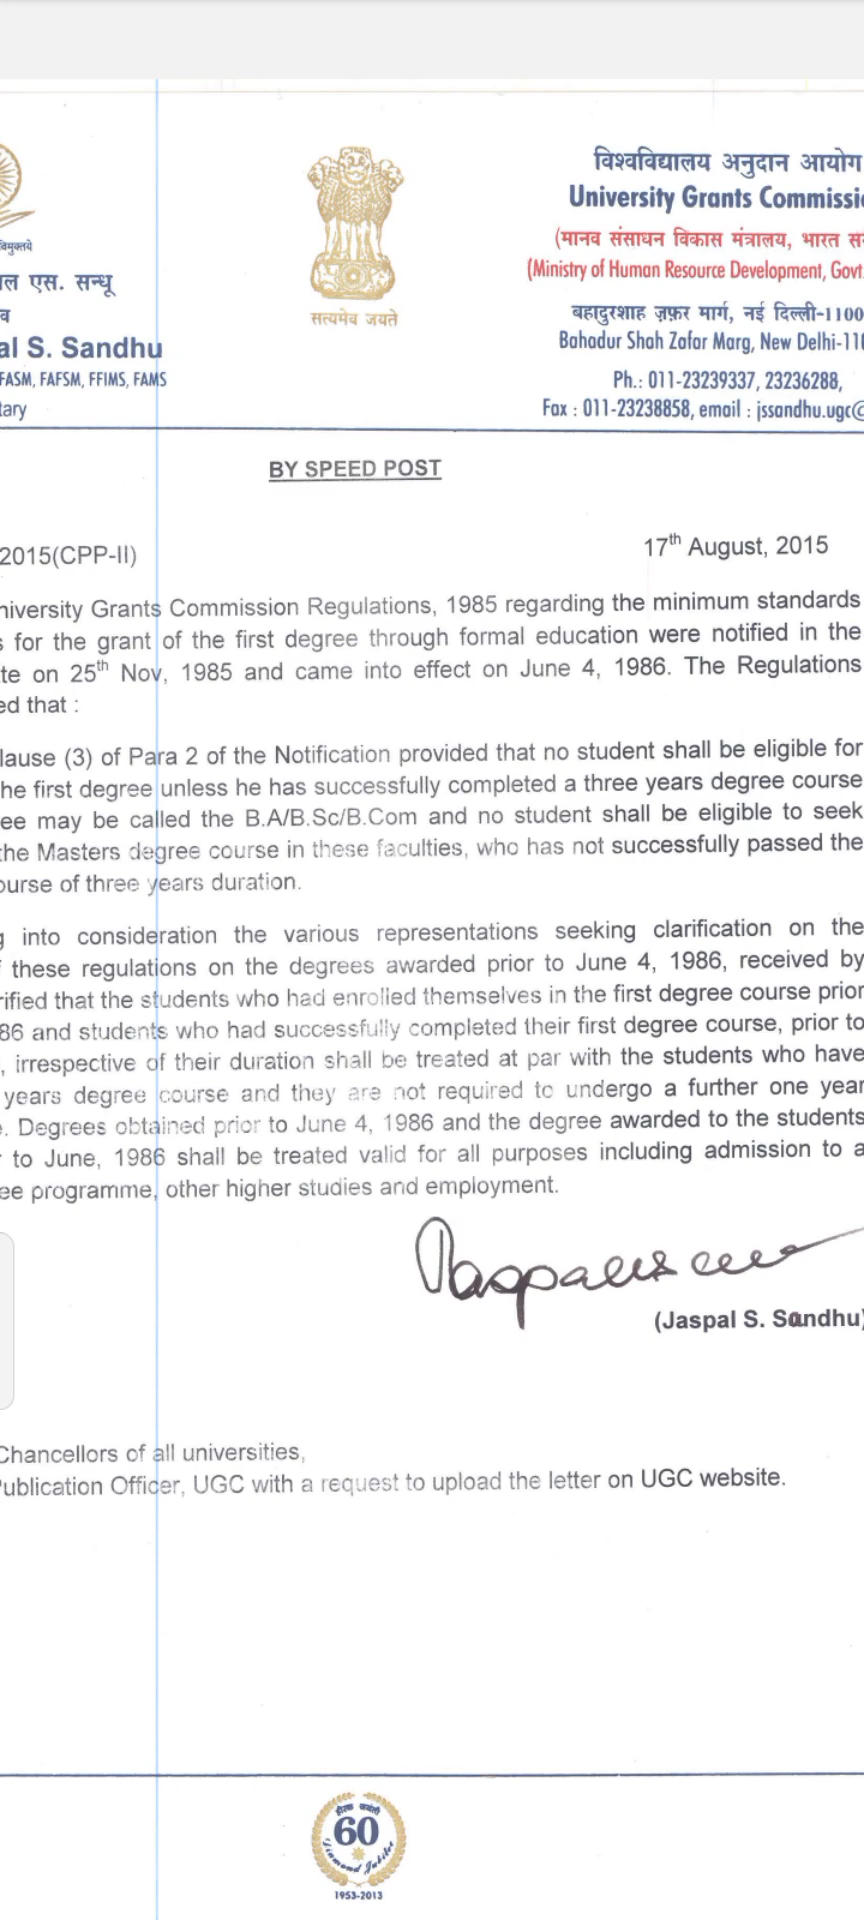 विमुक्तये
ल एस. सन्धू
व
al S. Sandhu
FASM, FAFSM, FFIMS, FAMS
tary
सत्यमेव जयते
विश्वविद्यालय अनुदान आयोग
University Grants Commissi
(मानव संसाधन विकास मंत्रालय, भारत स
(Ministry of Human Resource Development, Govt.
बहादुरशाह ज़फ़र मार्ग, नई दिल्ली-1100
Bahadur Shah Zafar Marg, New Delhi-110
Ph.: 011-23239337, 23236288,
Fax : 011-23238858, email : jssandhu.ugc@
BY SPEED POST
2015(CPP-II)
17th August, 2015
niversity Grants Commission Regulations, 1985 regarding the minimum standards
s for the grant of the first degree through formal education were notified in the
te on 25th Nov, 1985 and came into effect on June 4, 1986. The Regulations
ed that :
lause (3) of Para 2 of the Notification provided that no student shall be eligible for
he first degree unless he has successfully completed a three years degree course
ee may be called the B.A/B.Sc/B.Com and no student shall be eligible to seek
the Masters degree course in these faculties, who has not successfully passed the
ourse of three years duration.
g into consideration the various representations seeking clarification on the
f these regulations on the degrees awarded prior to June 4, 1986, received by
rified that the students who had enrolled themselves in the first degree course prior
86 and students who had successfully completed their first degree course, prior to
, irrespective of their duration shall be treated at par with the students who have
years degree course and they are not required to undergo a further one year
e. Degrees obtained prior to June 4, 1986 and the degree awarded to the students
r to June, 1986 shall be treated valid for all purposes including admission to a
ee programme, other higher studies and employment.
(Jaspal S. Sandhu)
Chancellors of all universities,
Publication Officer, UGC with a request to upload the letter on UGC website.
हीरक जयंती
60
Diamond Jubilee
1953-2013